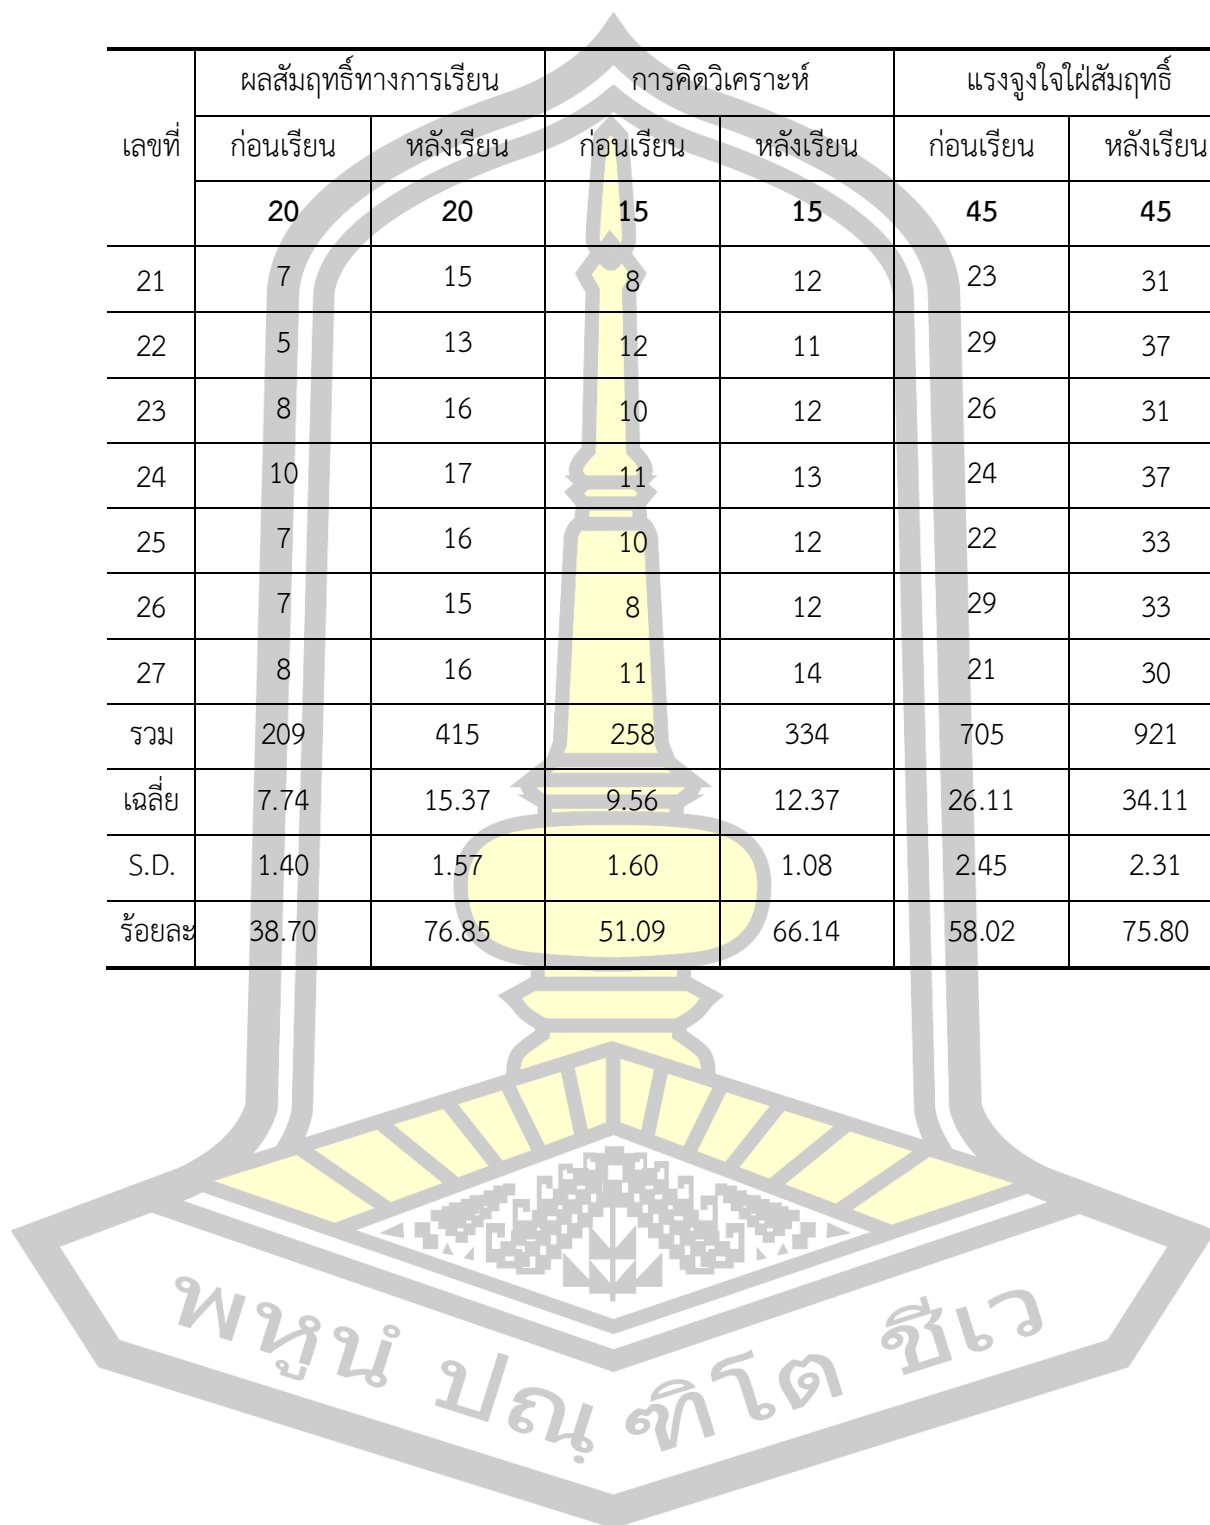 เลขที่ ผลสัมฤทธิ์ทางการเรียน การคิดวิเคราะห์ แรงจูงใจใฝ่สัมฤทธิ์
ก่อนเรียน หลังเรียน ก่อนเรียน หลังเรียน ก่อนเรียน หลังเรียน
20 20 15 15 45 45
21 7 15 8 12 23 31
22 5 13 12 11 29 37
23 8 16 10 12 26 31
24 10 17 11 13 24 37
25 7 16 10 12 22 33
26 7 15 8 12 29 33
27 8 16 11 14 21 30
รวม 209 415 258 334 705 921
เฉลี่ย 7.74 15.37 9.56 12.37 26.11 34.11
S.D. 1.40 1.57 1.60 1.08 2.45 2.31
ร้อยละ 38.70 76.85 51.09 66.14 58.02 75.80
พหูนํ ปณฺฑิโต ชีเว